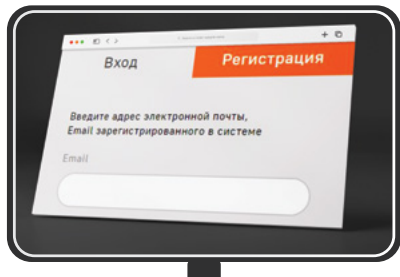 Вход
Регистрация
Введите адрес электронной почты,
Email зарегистрированного в системе
Email